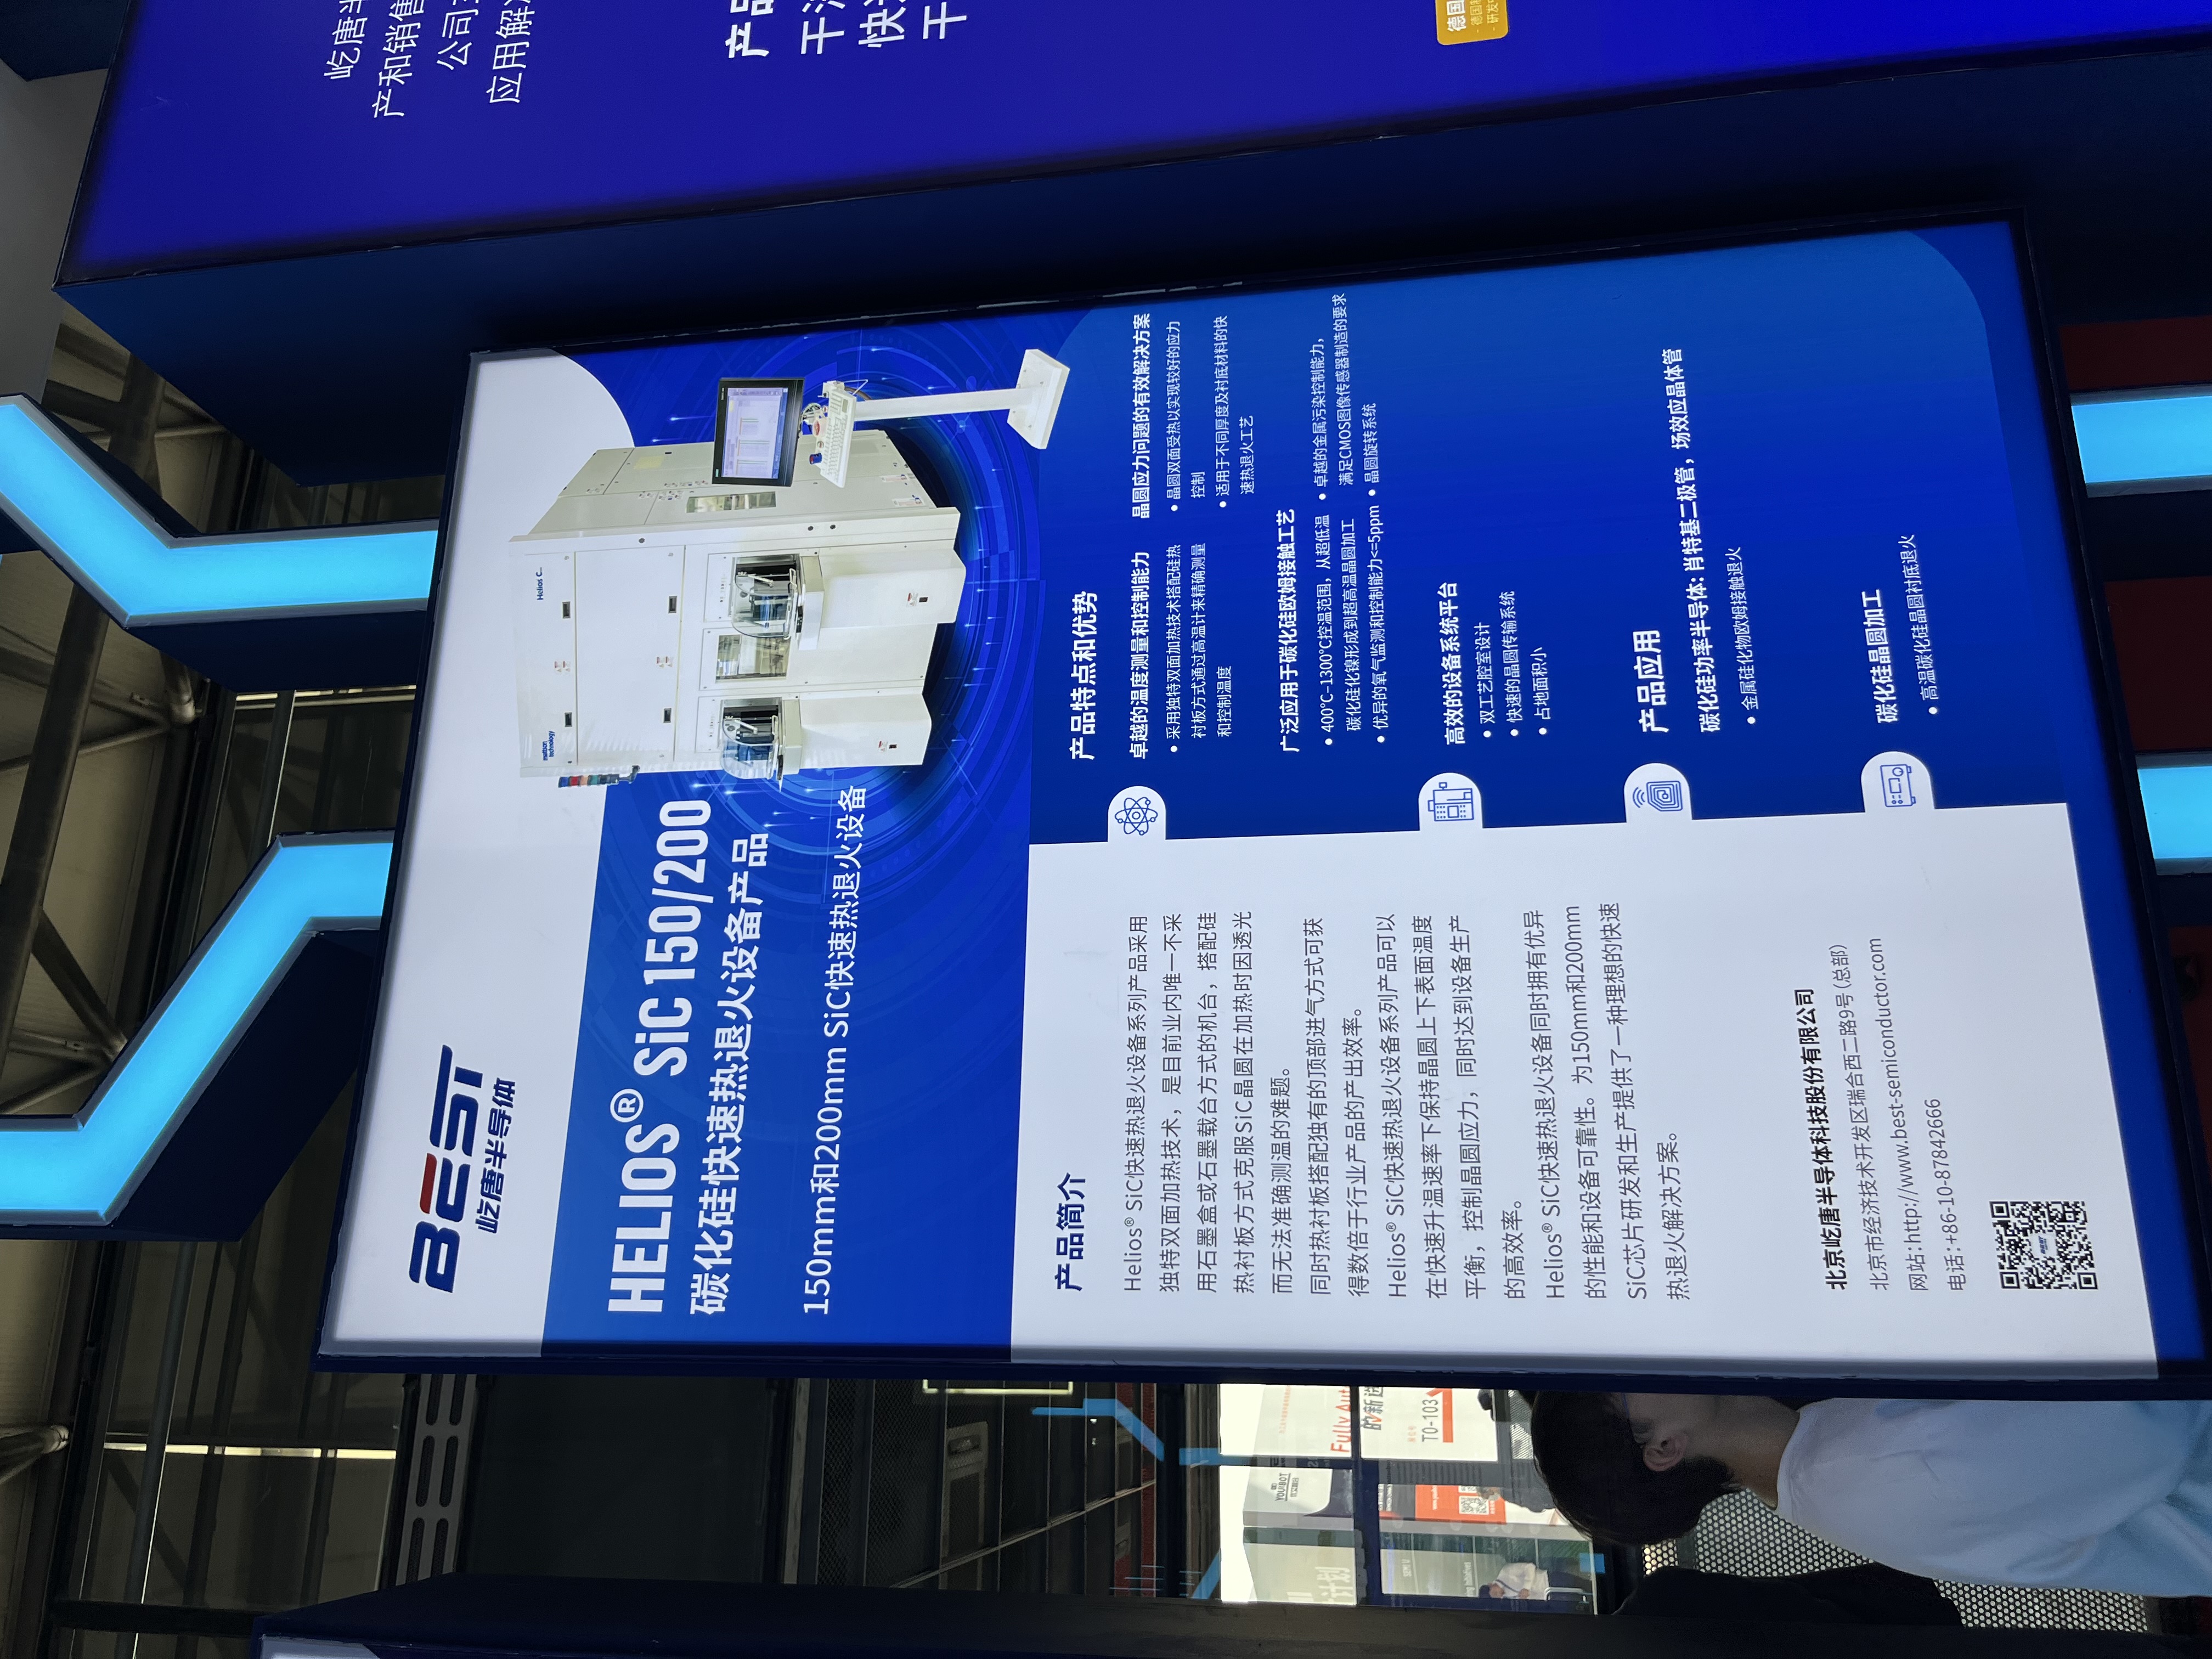 BEST
屹唐半导体
mattson
technology
Helios C
HELIOS® SiC 150/200
碳化硅快速热退火设备产品
150mm和200mm SiC快速热退火设备
产品简介
Helios® SiC快速热退火设备系列产品采用
独特双面加热技术，是目前业内唯一不采
用石墨盒或石墨载台方式的机台，搭配硅
热衬板方式克服SiC晶圆在加热时因透光
而无法准确测温的难题。
同时热衬板搭配独有的顶部进气方式可获
得数倍于行业产品的产出效率。
Helios® SiC快速热退火设备系列产品可以
在快速升温速率下保持晶圆上下表面温度
平衡，控制晶圆应力，同时达到设备生产
的高效率。
Helios® SiC快速热退火设备同时拥有优异
的性能和设备可靠性。为150mm和200mm
SiC芯片研发和生产提供了一种理想的快速
热退火解决方案。
北京屹唐半导体科技股份有限公司
北京市经济技术开发区瑞合西二路9号（总部）
网站：http://www.best-semiconductor.com
电话：+86-10-87842666
产品特点和优势
卓越的温度测量和控制能力
• 采用独特双面加热技术搭配硅热
衬板方式通过高温计来精确测量
和控制温度
晶圆应力问题的有效解决方案
• 晶圆双面受热以实现较好的应力
控制
• 适用于不同厚度及衬底材料的快
速热退火工艺
广泛应用于碳化硅欧姆接触工艺
• 400℃-1300℃控温范围，从超低温
碳化硅化镍形成到超高温晶圆加工
• 优异的氧气监测和控制能力<=5ppm
• 卓越的金属污染控制能力，
满足CMOS图像传感器制造的要求
• 晶圆旋转系统
高效的设备系统平台
• 双工艺腔室设计
• 快速的晶圆传输系统
• 占地面积小
产品应用
碳化硅功率半导体: 肖特基二极管，场效应晶体管
• 金属硅化物欧姆接触退火
碳化硅晶圆加工
• 高温碳化硅晶圆衬底退火
屹唐半
产和销售
公司
应用解
产品
快
干
德国
YOUIBOT
Fully Aut
的新选
T0-103
SEMI U